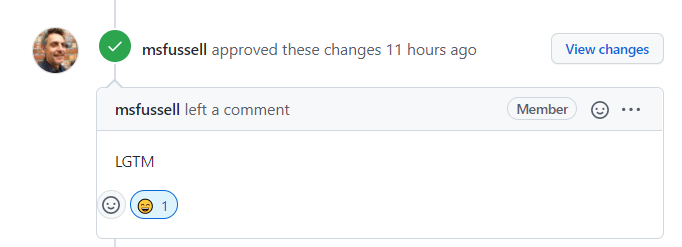 msfussell approved these changes 11 hours ago
View changes
msfussell left a comment
Member
LGTM
1